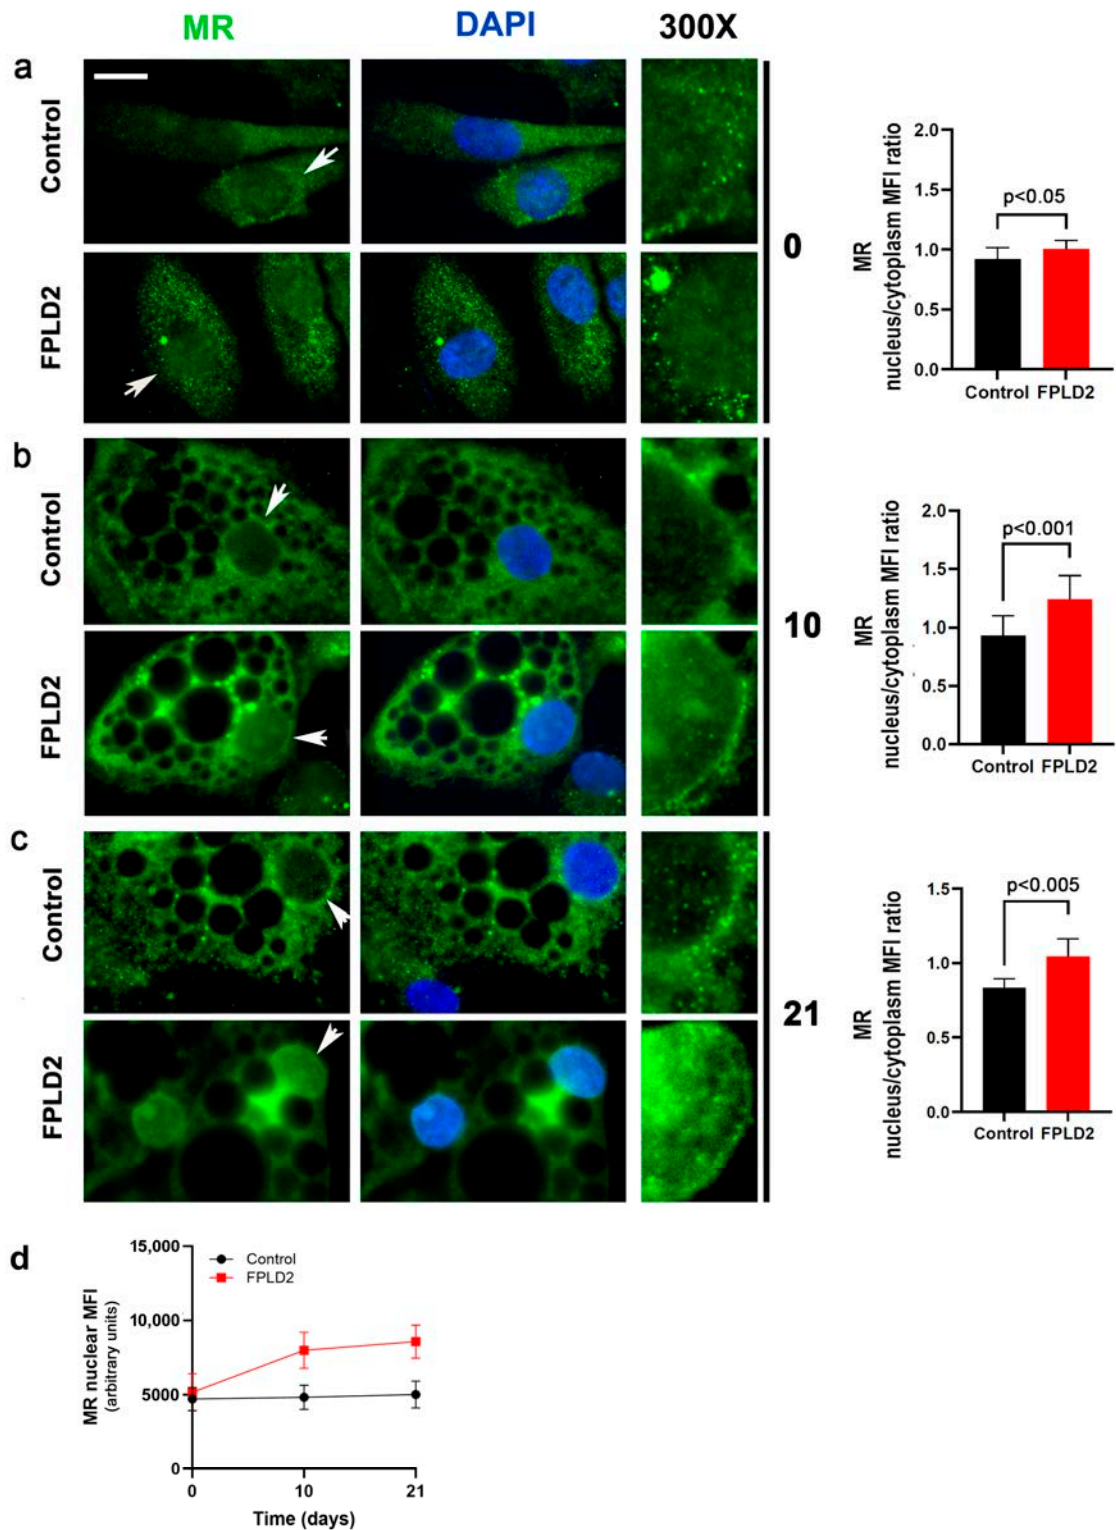 MR DAPI 300X
a
Control
FPLD2
0
MR
nucleus/cytoplasm MFI ratio
2.0
1.5
1.0
0.5
0.0
p<0.05
Control FPLD2
b
Control
FPLD2
10
MR
nucleus/cytoplasm MFI ratio
2.0
1.5
1.0
0.5
0.0
p<0.001
Control FPLD2
c
Control
FPLD2
21
MR
nucleus/cytoplasm MFI ratio
1.5
1.0
0.5
0.0
p<0.005
Control FPLD2
d
MR nuclear MFI
(arbitrary units)
15,000
10,000
5000
0
Control
FPLD2
0 10 21
Time (days)